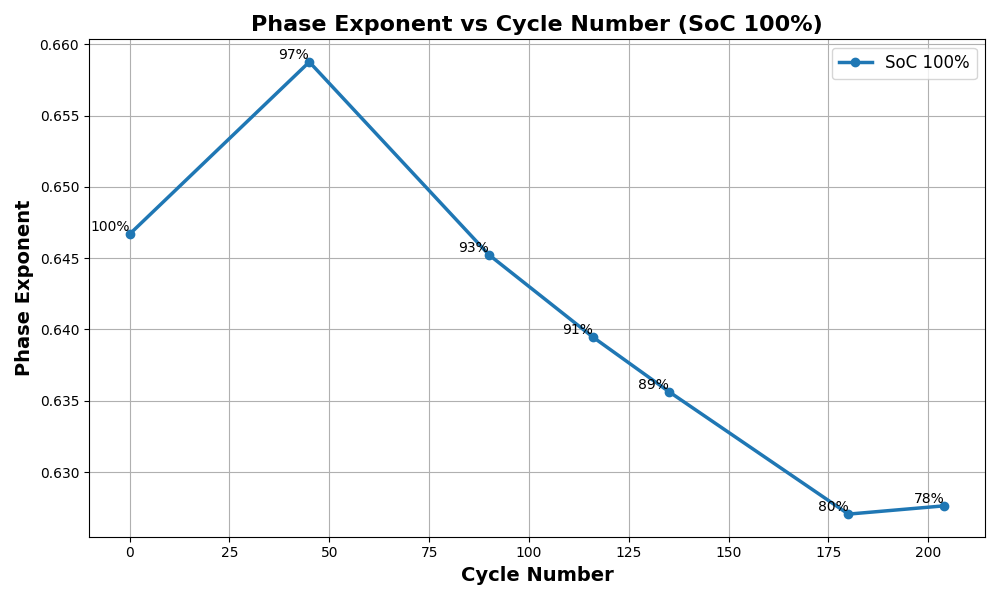 Phase Exponent vs Cycle Number (SoC 100%)
SoC 100%
Phase Exponent
0.660
0.655
0.650
0.645
0.640
0.635
0.630
100%
97%
93%
91%
89%
80%
78%
0 25 50 75 100 125 150 175 200
Cycle Number